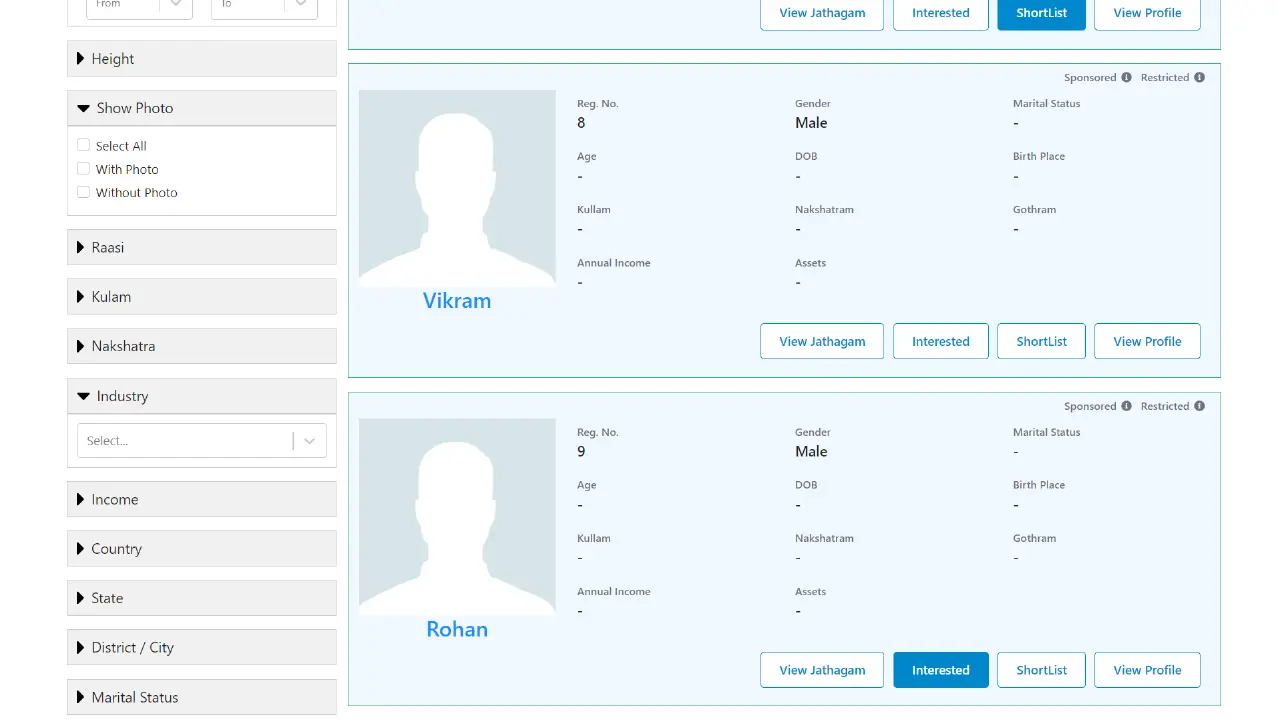 From
To
Height
Show Photo
Select All
With Photo
Without Photo
Raasi
Kulam
Nakshatra
Industry
Select...
Income
Country
State
District / City
Marital Status
View Jathagam Interested ShortList View Profile
Sponsored Restricted
Reg. No. Gender Marital Status
8 Male -
Age DOB Birth Place
- - -
Kullam Nakshatram Gothram
- - -
Annual Income Assets
- -
Vikram
View Jathagam Interested ShortList View Profile
Sponsored Restricted
Reg. No. Gender Marital Status
9 Male -
Age DOB Birth Place
- - -
Kullam Nakshatram Gothram
- - -
Annual Income Assets
- -
Rohan
View Jathagam Interested ShortList View Profile